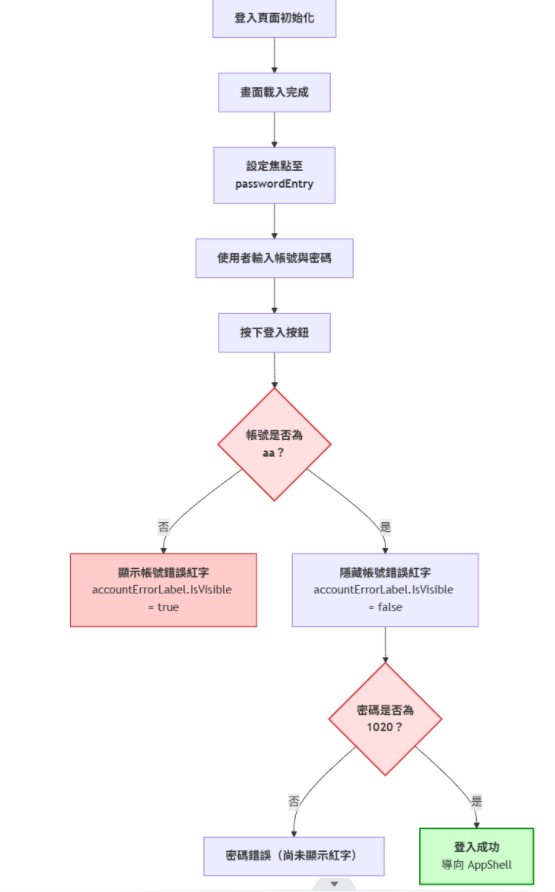 登入頁面初始化
畫面載入完成
設定焦點至
passwordEntry
使用者輸入帳號與密碼
按下登入按鈕
帳號是否為
aa？
否
是
顯示帳號錯誤紅字
accountErrorLabel.IsVisible
= true
隱藏帳號錯誤紅字
accountErrorLabel.IsVisible
= false
密碼是否為
1020？
否
是
密碼錯誤（尚未顯示紅字）
登入成功
導向 AppShell